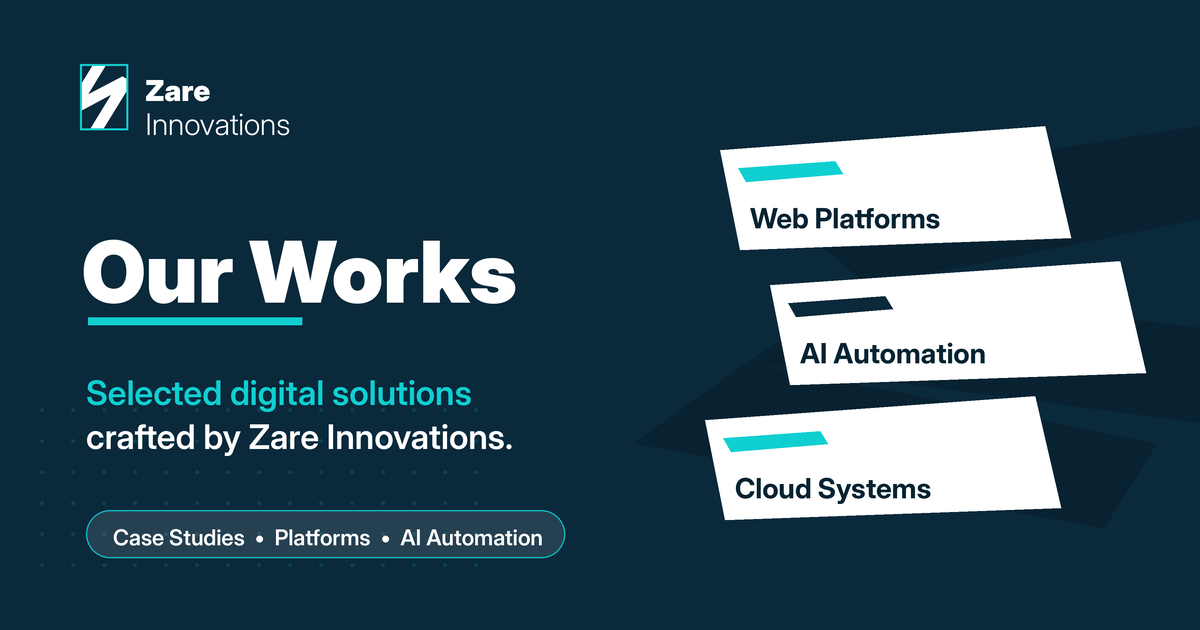 Zare
Innovations
Our Works
Selected digital solutions
crafted by Zare Innovations.
Case Studies • Platforms • AI Automation
Web Platforms
AI Automation
Cloud Systems